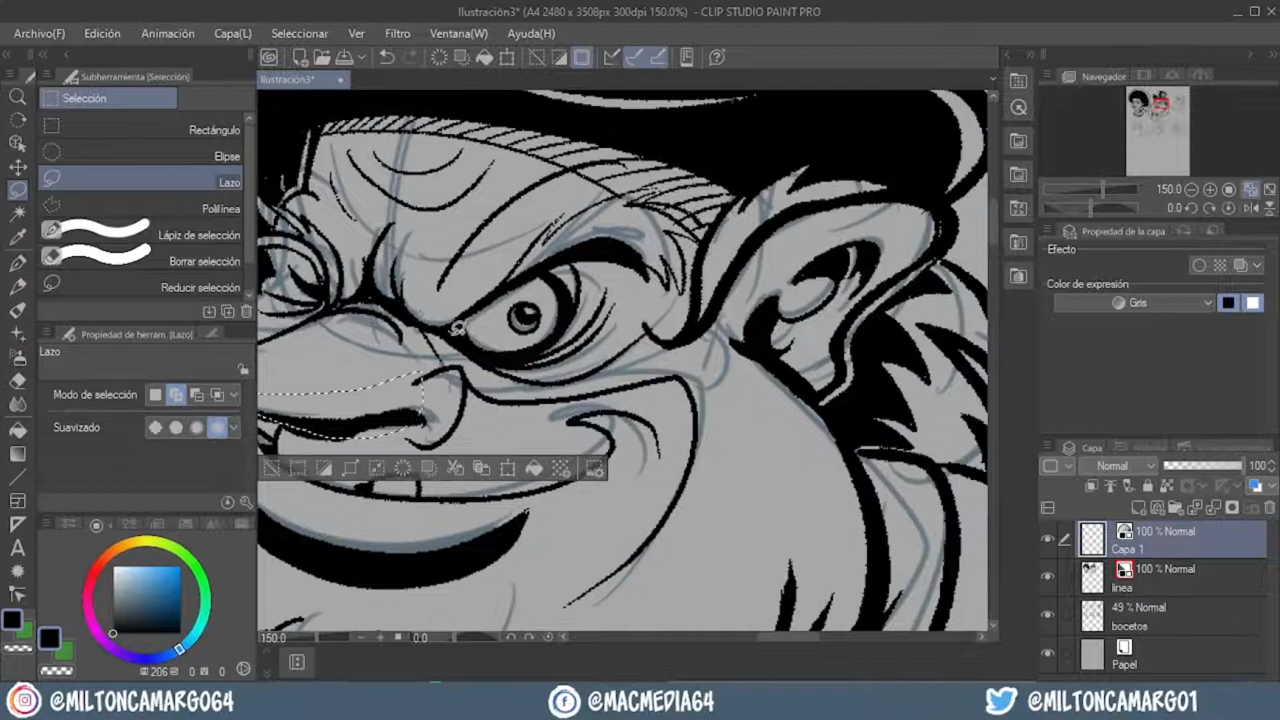 Ilustración3* (A4 2480 x 3508px 300dpi 150.0%) - CLIP STUDIO PAINT PRO
Archivo(F) Edición Animación Capa(L) Seleccionar Ver Filtro Ventana(W) Ayuda(H)
Subherramienta [Selección]
Selección
Rectángulo
Elipse
Lazo
Polilínea
Lápiz de selección
Borrar selección
Reducir selección
Propiedad de herram. [Lazo]
Lazo
Modo de selección
Suavizado
206 0 0
Ilustración3*
150.0 0.0
Navegador
150.0
0.0
Propiedad de la capa
Efecto
Color de expresión
Gris
Capa
Normal 100
100 % Normal
Capa 1
100 % Normal
linea
49 % Normal
bocetos
Papel
@MILTONCAMARGO64 @MACMEDIA64 @MILTONCAMARGO1